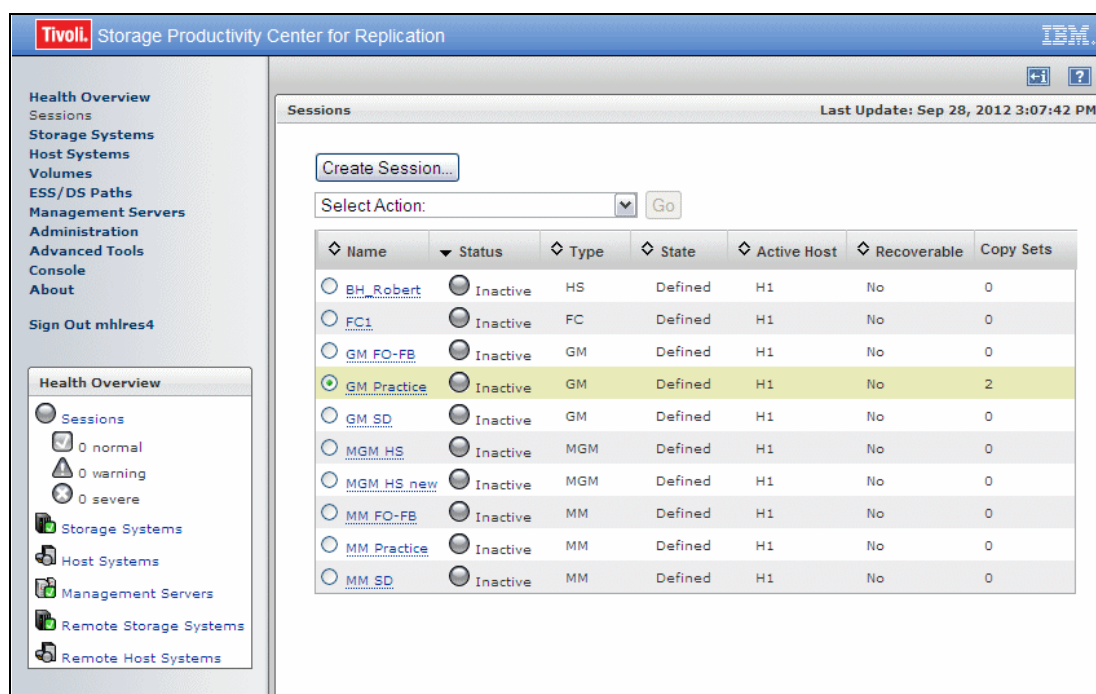 Tivoli. Storage Productivity Center for Replication
IBM.
Health Overview
Sessions
Storage Systems
Host Systems
Volumes
ESS/DS Paths
Management Servers
Administration
Advanced Tools
Console
About
Sign Out mhlres4
Health Overview
Sessions
0 normal
0 warning
0 severe
Storage Systems
Host Systems
Management Servers
Remote Storage Systems
Remote Host Systems
i ?
Sessions Last Update: Sep 28, 2012 3:07:42 PM
Create Session...
Select Action: Go
Name Status Type State Active Host Recoverable Copy Sets
BH_Robert Inactive HS Defined H1 No 0
FC1 Inactive FC Defined H1 No 0
GM FO-FB Inactive GM Defined H1 No 0
GM Practice Inactive GM Defined H1 No 2
GM SD Inactive GM Defined H1 No 0
MGM HS Inactive MGM Defined H1 No 0
MGM HS new Inactive MGM Defined H1 No 0
MM FO-FB Inactive MM Defined H1 No 0
MM Practice Inactive MM Defined H1 No 0
MM SD Inactive MM Defined H1 No 0